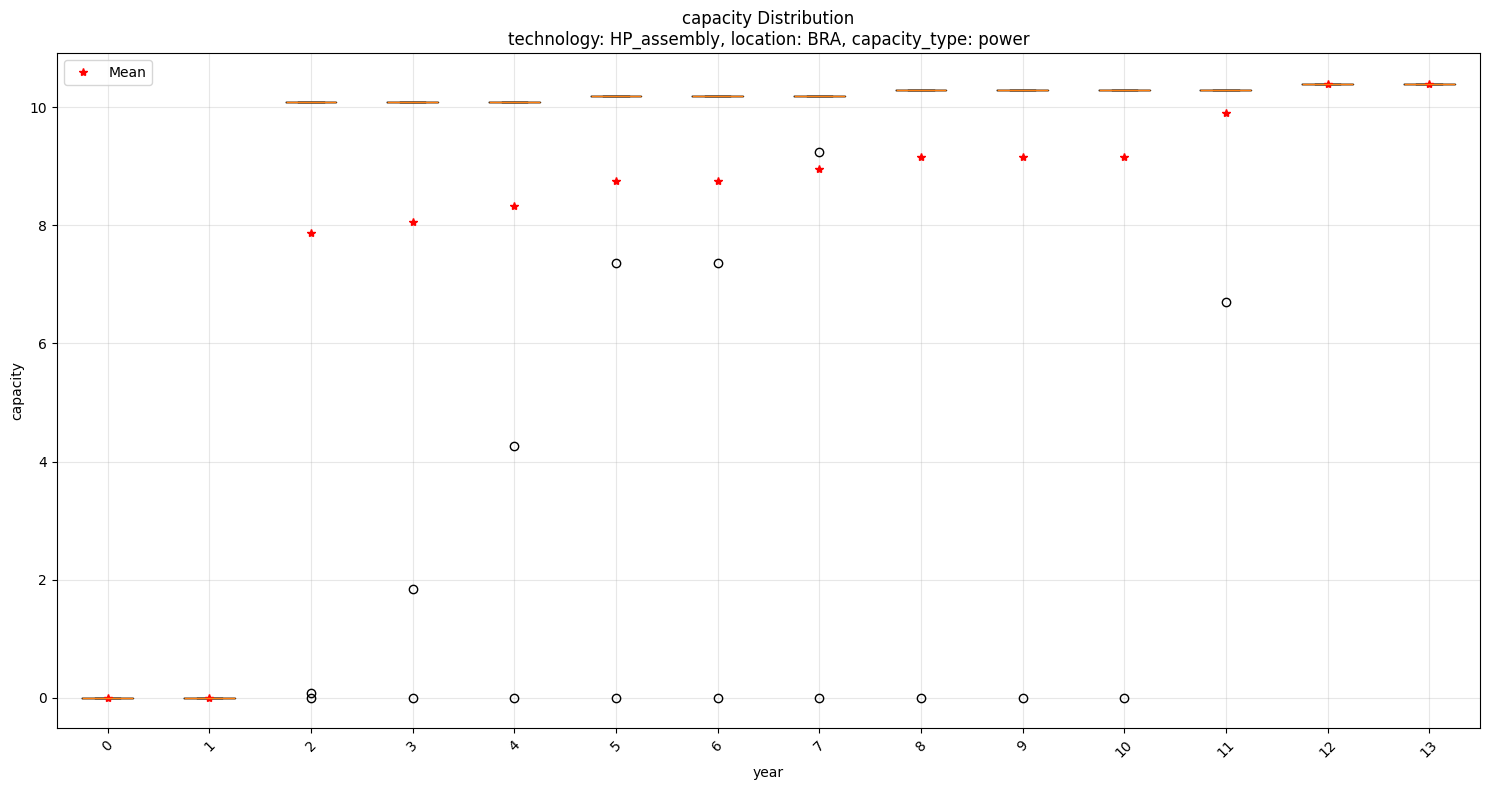 capacity Distribution
technology: HP_assembly, location: BRA, capacity_type: power
Mean
10
8
6
4
2
0
capacity
0 1 2 3 4 5 6 7 8 9 10 11 12 13
year